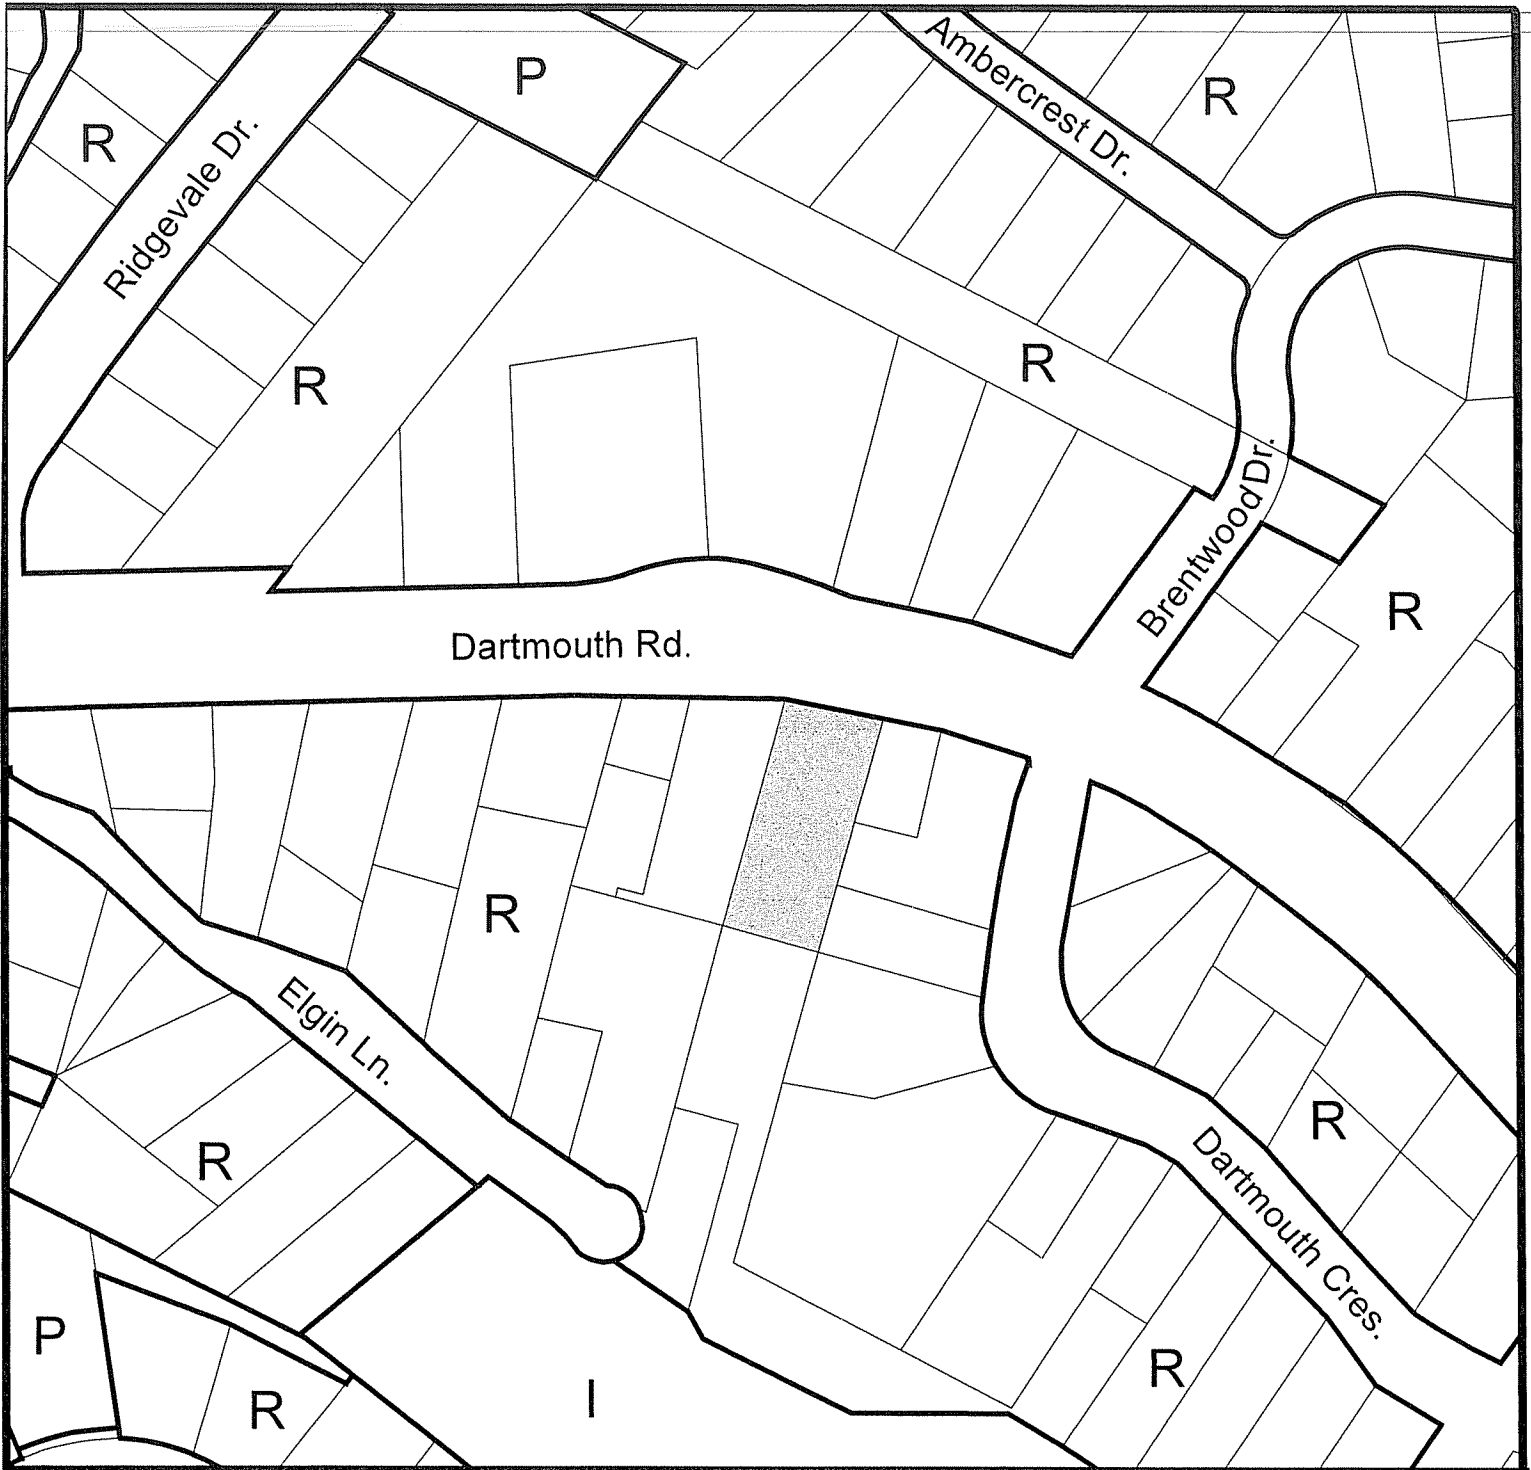 P
Ambercrest Dr.
R
R
Ridgevale Dr.
R
R
Brentwood Dr.
R
Dartmouth Rd.
R
Elgin Ln.
R
R
Dartmouth Cres.
P
R
R
I